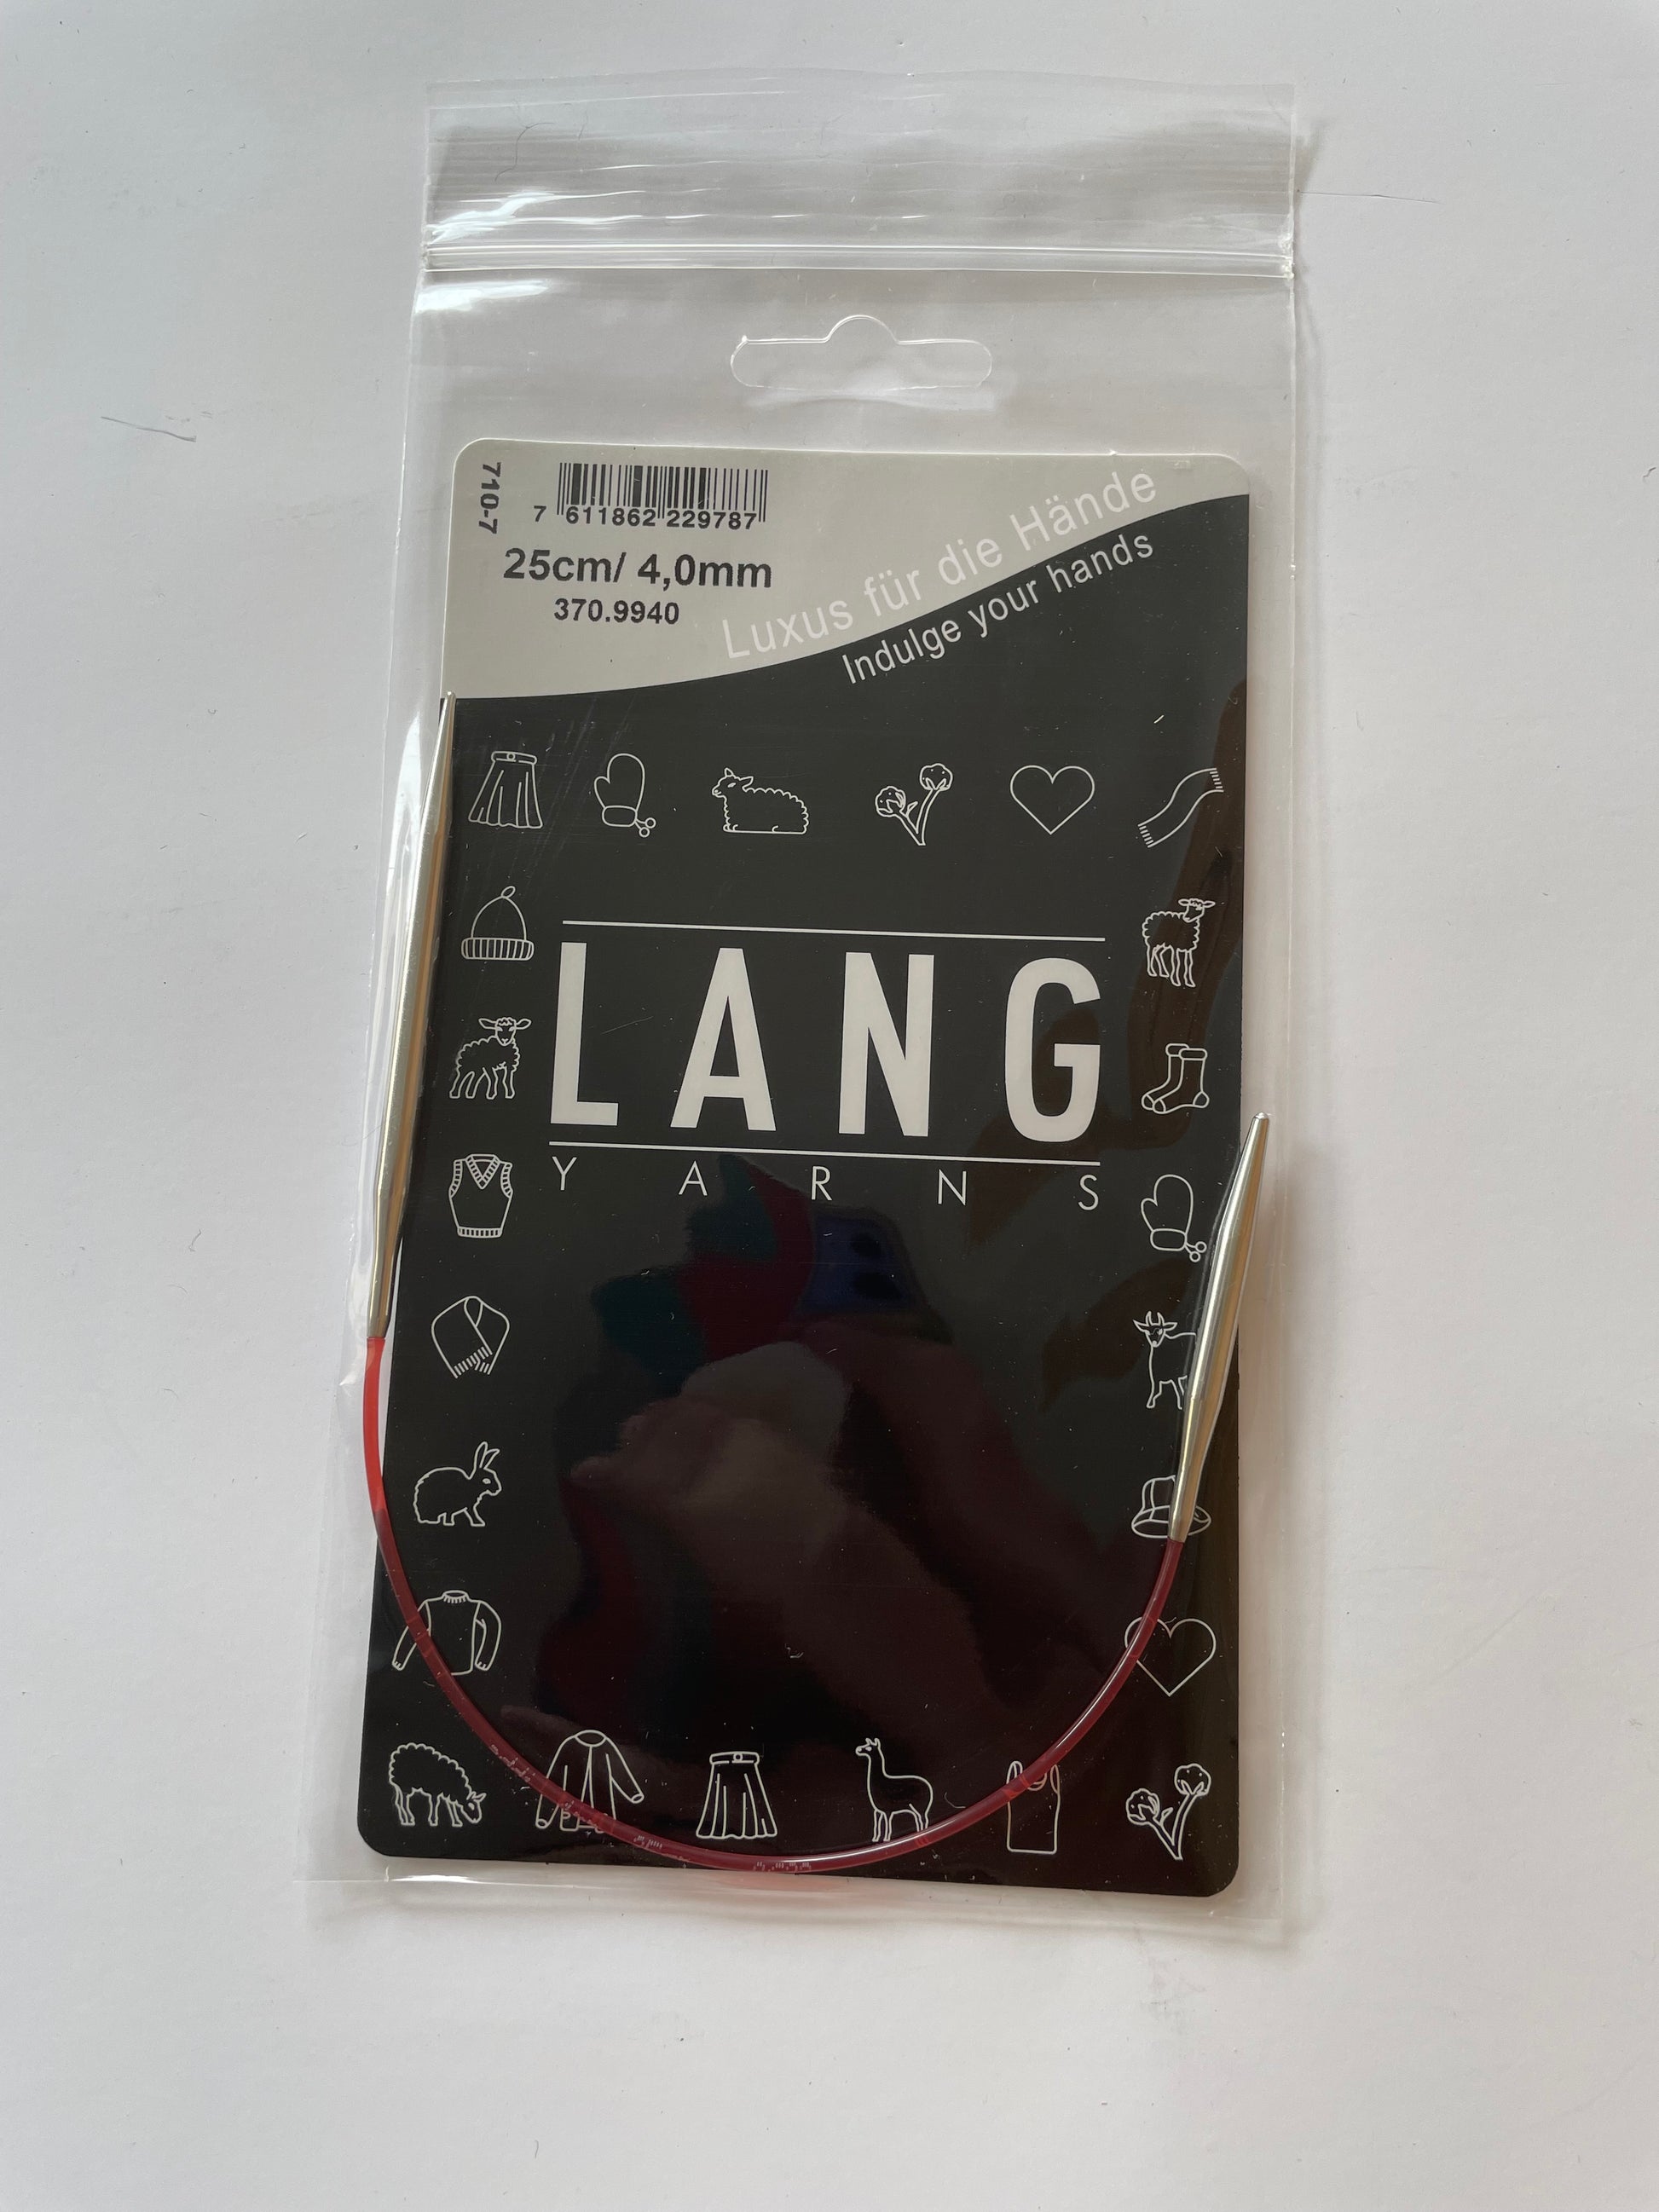 710-7
7 611862 229787
25cm/ 4,0mm
370.9940
Luxus für die Hände
Indulge your hands
LANG
YARNS